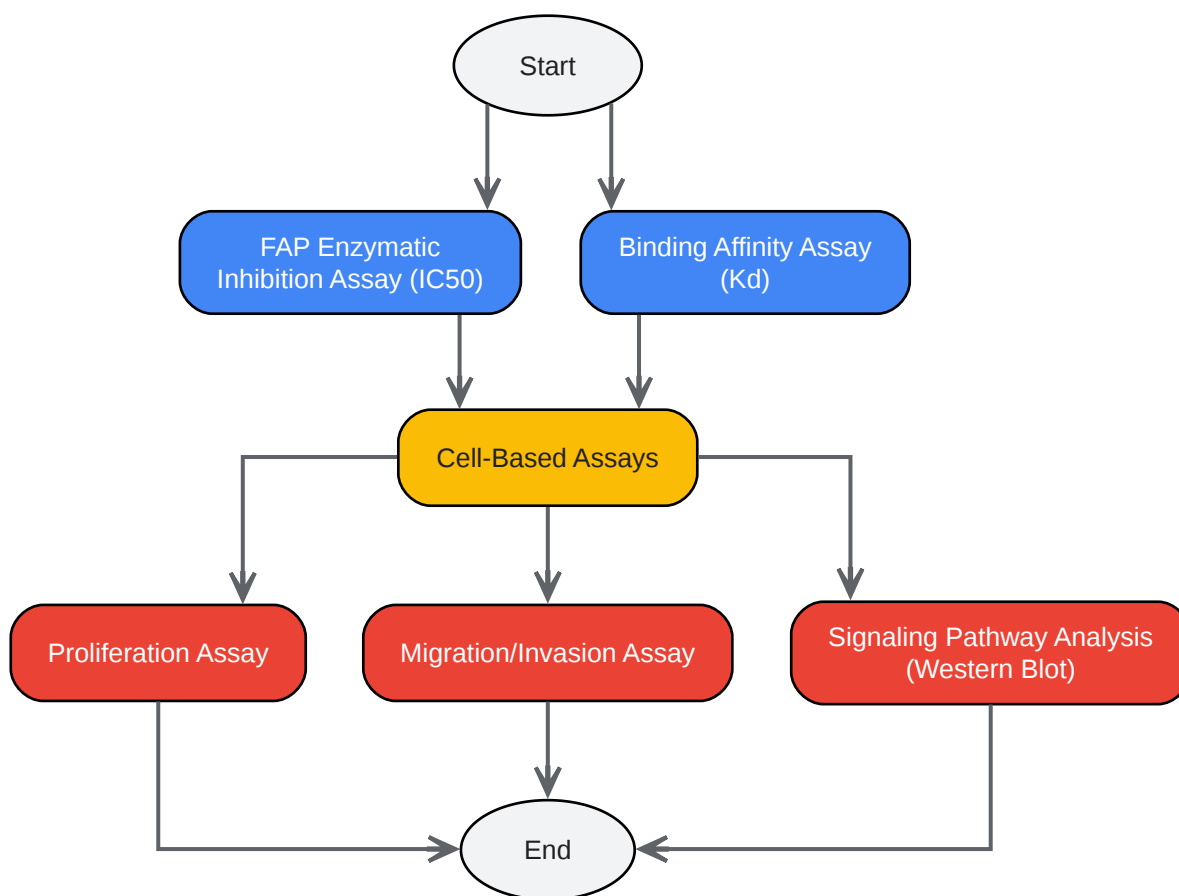 Start
FAP Enzymatic
Inhibition Assay (IC50)
Binding Affinity Assay
(Kd)
Cell-Based Assays
Proliferation Assay
Migration/Invasion Assay
Signaling Pathway Analysis
(Western Blot)
End